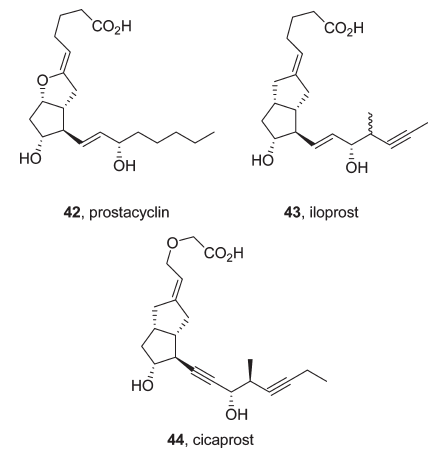 CO₂H
CO₂H
O
HO
OH
HO
OH
42, prostacyclin
43, iloprost
O
CO₂H
HO
OH
44, cicaprost